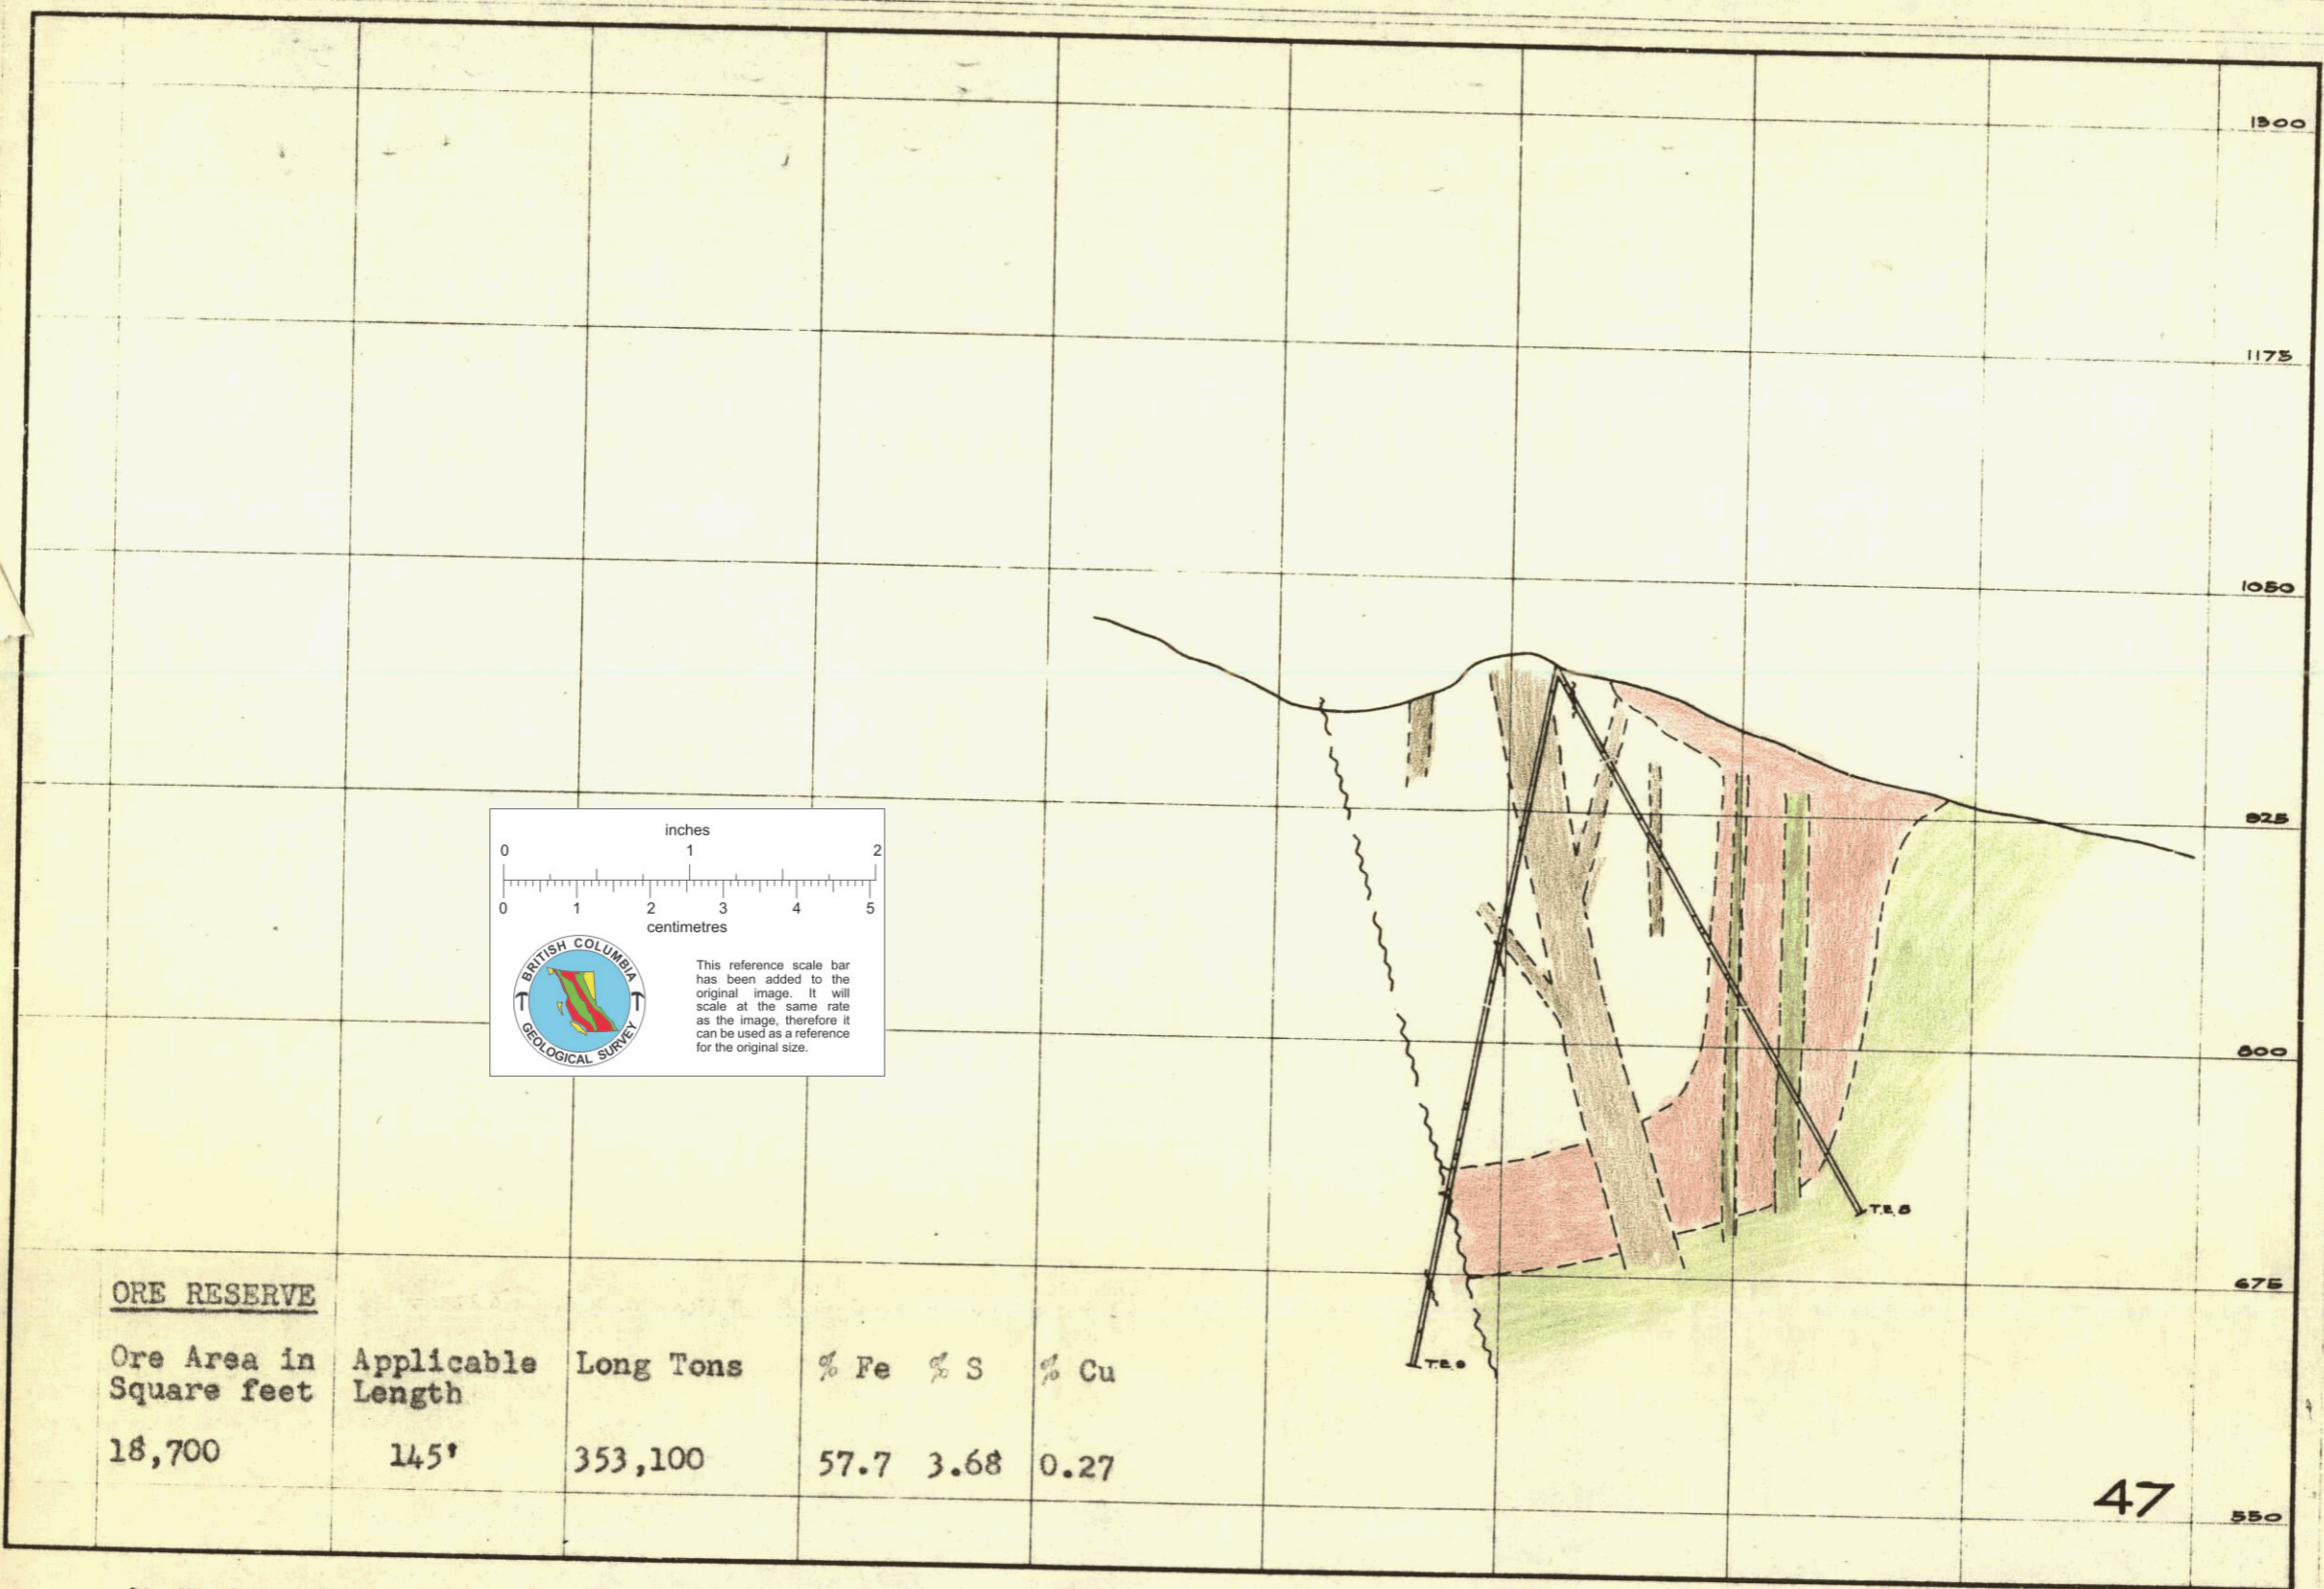 1300
1175
1050
925
800
675
550
inches
0 1 2
0 1 2 3 4 5
centimetres
BRITISH COLUMBIA
GEOLOGICAL SURVEY
This reference scale bar
has been added to the
original image. It will
scale at the same rate
as the image, therefore it
can be used as a reference
for the original size.
T.E. 8
T.E. 9
ORE RESERVE
Ore Area in Square feet Applicable Length Long Tons % Fe % S % Cu
18,700 145' 353,100 57.7 3.68 0.27
47